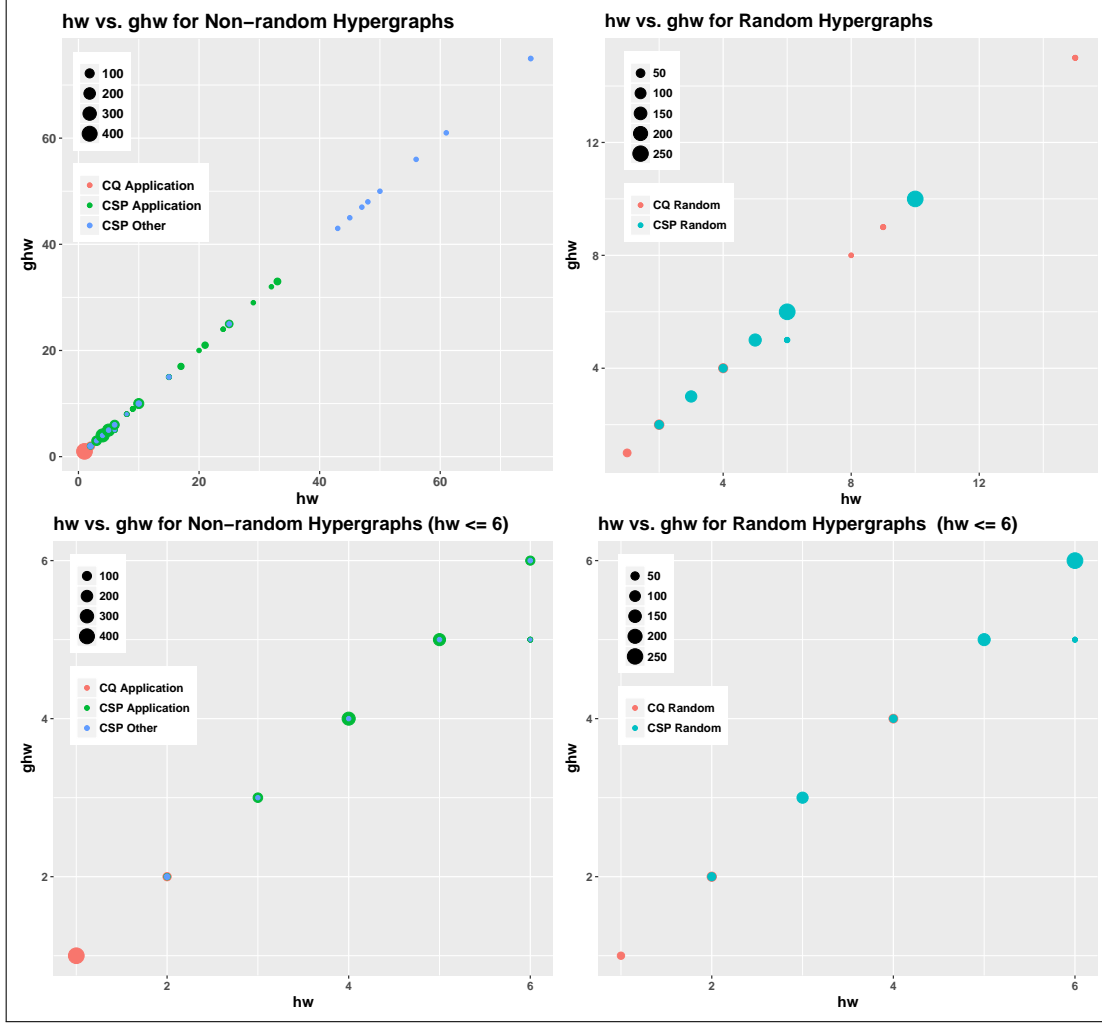 hw vs. ghw for Non−random Hypergraphs
100
200
300
400
CQ Application
CSP Application
CSP Other
60
40
20
0
ghw
0
20
40
60
hw
hw vs. ghw for Random Hypergraphs
50
100
150
200
250
CQ Random
CSP Random
12
8
4
ghw
4
8
12
hw
hw vs. ghw for Non−random Hypergraphs (hw <= 6)
100
200
300
400
CQ Application
CSP Application
CSP Other
6
4
2
ghw
2
4
6
hw
hw vs. ghw for Random Hypergraphs (hw <= 6)
50
100
150
200
250
CQ Random
CSP Random
6
4
2
ghw
2
4
6
hw